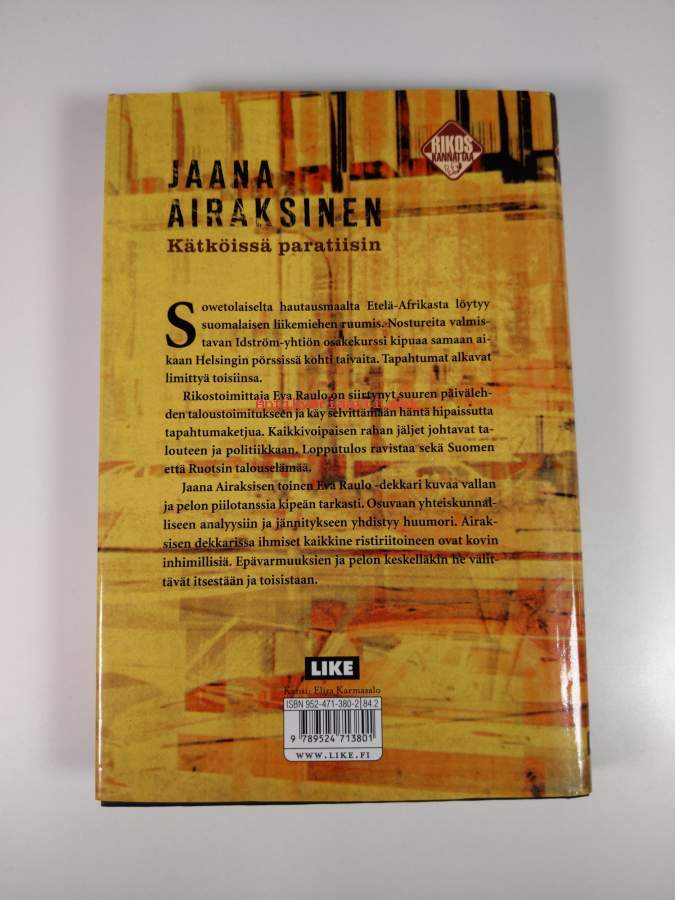 RIKOS
KANNATTAA
JAANA
AIRAKSINEN
Kätköissä paratiisin
Sowetolaiselta hautausmaalta Etelä-Afrikasta löytyy
suomalaisen liikemiehen ruumis. Nostureita valmis-
tavan Idström-yhtiön osakekurssi kipuaa samaan ai-
kaan Helsingin pörssissä kohti taivaita. Tapahtumat alkavat
limittyä toisiinsa.
Rikostoimittaja Eva Raulo on siirtynyt suuren päiväleh-
den taloustoimitukseen ja käy selvittämään häntä hipaissutta
tapahtumaketjua. Kaikkivoipaisen rahan jäljet johtavat ta-
louteen ja politiikkaan. Lopputulos ravistaa sekä Suomen
että Ruotsin talouselämää.
Jaana Airaksisen toinen Eva Raulo -dekkari kuvaa vallan
ja pelon piilotanssia kipeän tarkasti. Osuvaan yhteiskunnal-
liseen analyysiin ja jännitykseen yhdistyy huumori. Airak-
sisen dekkarissa ihmiset kaikkine ristiriitoineen ovat kovin
inhimillisiä. Epävarmuuksien ja pelon keskelläkin he välit-
tävät itsestään ja toisistaan.
LIKE
Kansi: Elisa Karmasalo
ISBN 952-471-380-2 84.2
9 789524 713801
WWW.LIKE.FI